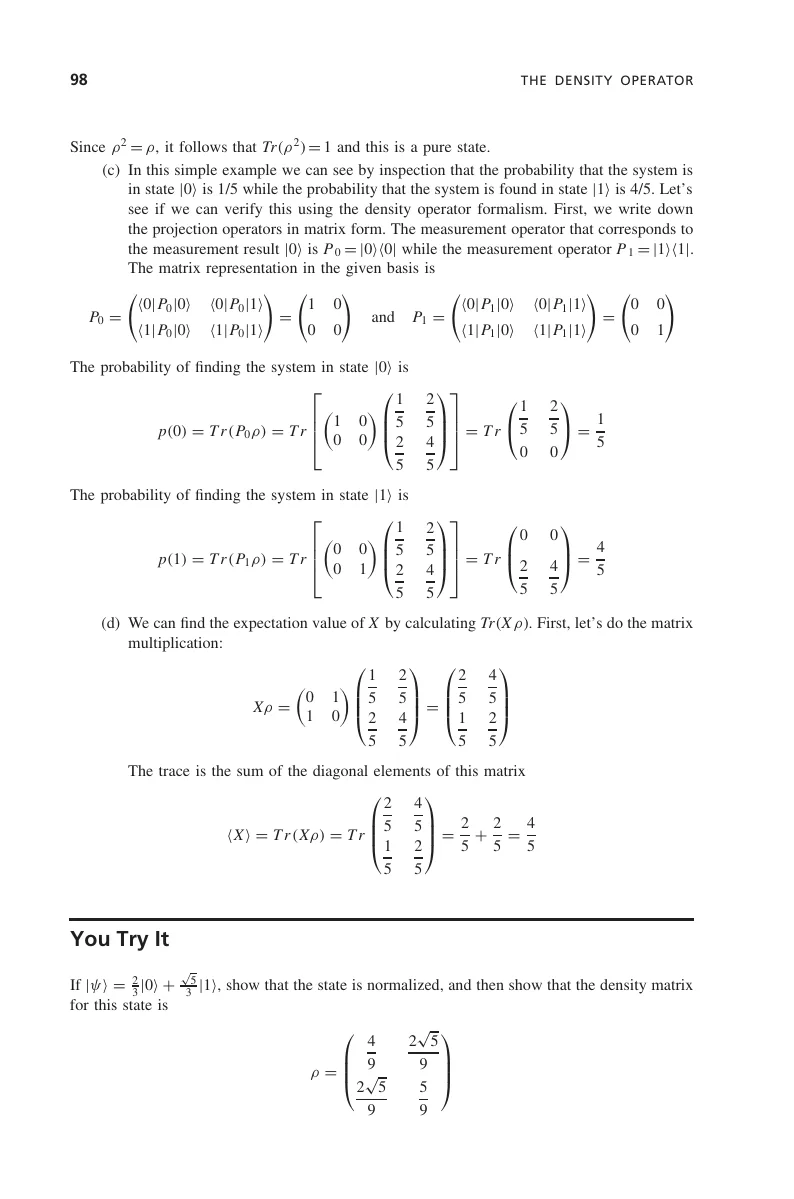 98 THE DENSITY OPERATOR
Since ρ² = ρ, it follows that Tr(ρ²) = 1 and this is a pure state.
(c) In this simple example we can see by inspection that the probability that the system is
in state |0⟩ is 1/5 while the probability that the system is found in state |1⟩ is 4/5. Let's
see if we can verify this using the density operator formalism. First, we write down
the projection operators in matrix form. The measurement operator that corresponds to
the measurement result |0⟩ is P₀ = |0⟩⟨0| while the measurement operator P₁ = |1⟩⟨1|.
The matrix representation in the given basis is
P₀ = (⟨0|P₀|0⟩ ⟨0|P₀|1⟩; ⟨1|P₀|0⟩ ⟨1|P₀|1⟩) = (1 0; 0 0) and P₁ = (⟨0|P₁|0⟩ ⟨0|P₁|1⟩; ⟨1|P₁|0⟩ ⟨1|P₁|1⟩) = (0 0; 0 1)
The probability of finding the system in state |0⟩ is
p(0) = Tr(P₀ρ) = Tr [(1 0; 0 0) (1/5 2/5; 2/5 4/5)] = Tr (1/5 2/5; 0 0) = 1/5
The probability of finding the system in state |1⟩ is
p(1) = Tr(P₁ρ) = Tr [(0 0; 0 1) (1/5 2/5; 2/5 4/5)] = Tr (0 0; 2/5 4/5) = 4/5
(d) We can find the expectation value of X by calculating Tr(Xρ). First, let's do the matrix
multiplication:
Xρ = (0 1; 1 0) (1/5 2/5; 2/5 4/5) = (2/5 4/5; 1/5 2/5)
The trace is the sum of the diagonal elements of this matrix
⟨X⟩ = Tr(Xρ) = Tr (2/5 4/5; 1/5 2/5) = 2/5 + 2/5 = 4/5
You Try It
If |ψ⟩ = 2/3|0⟩ + √5/3|1⟩, show that the state is normalized, and then show that the density matrix
for this state is
ρ = (4/9 2√5/9; 2√5/9 5/9)